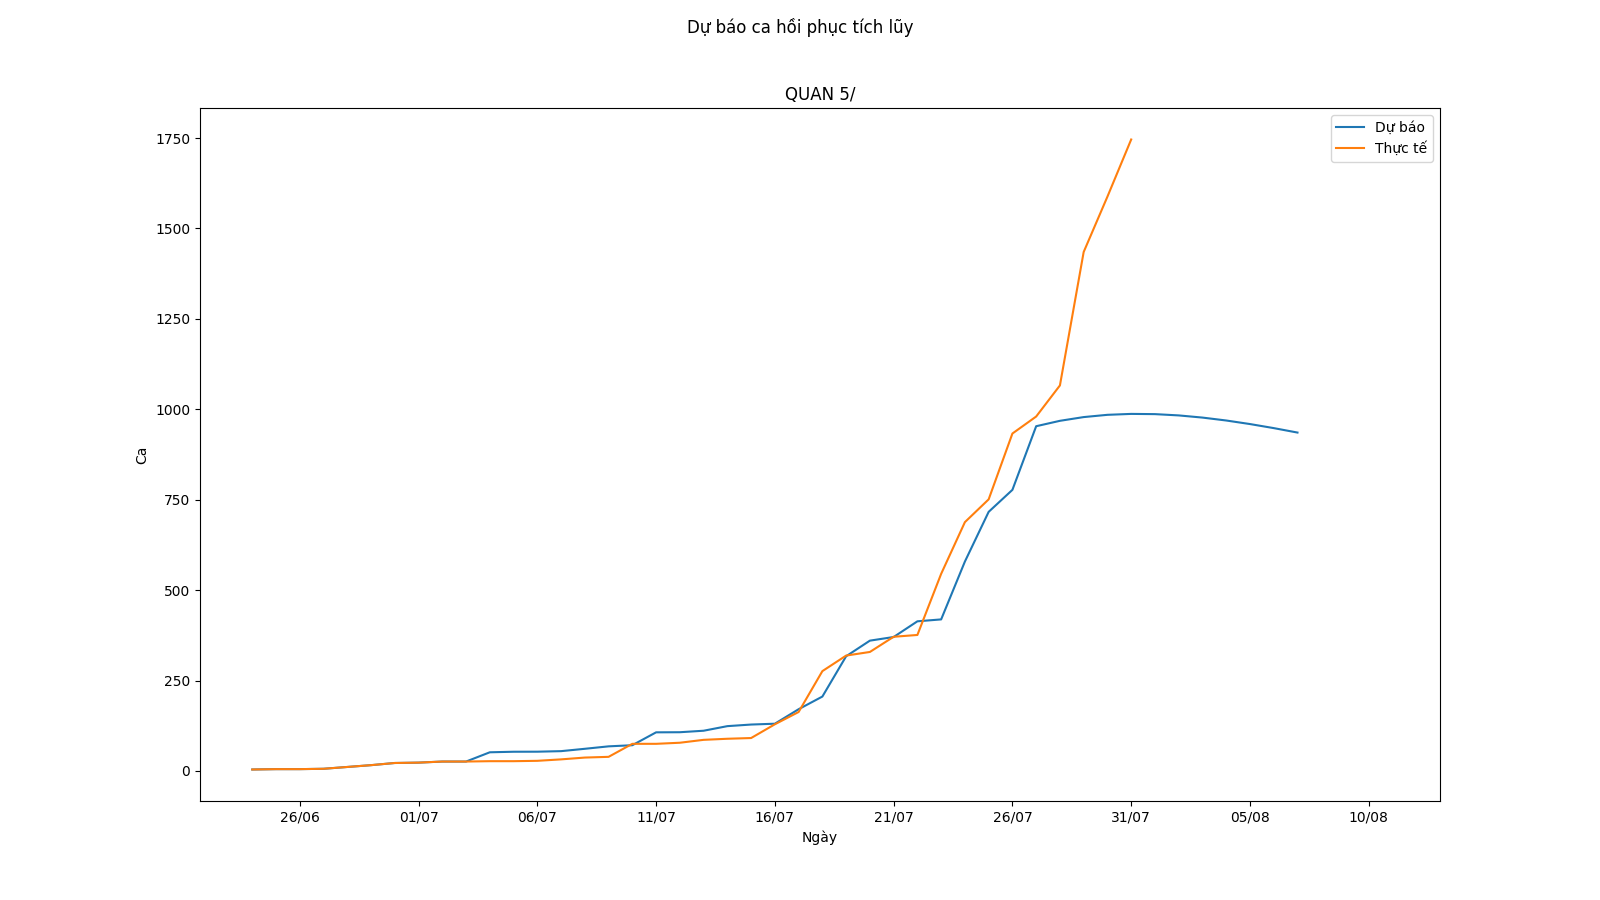 Dự báo ca hồi phục tích lũy
QUAN 5/
Dự báo
Thực tế
1750
1500
1250
1000
750
500
250
0
Ca
26/06 01/07 06/07 11/07 16/07 21/07 26/07 31/07 05/08 10/08
Ngày